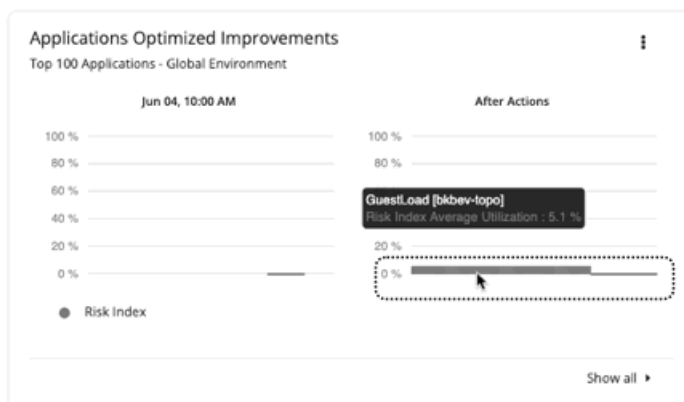 Applications Optimized Improvements
Top 100 Applications - Global Environment
Jun 04, 10:00 AM
100 %
80 %
60 %
40 %
20 %
0 %
Risk Index
After Actions
100 %
80 %
GuestLoad [bkbev-topo]
Risk Index Average Utilization : 5.1 %
20 %
0 %
Show all